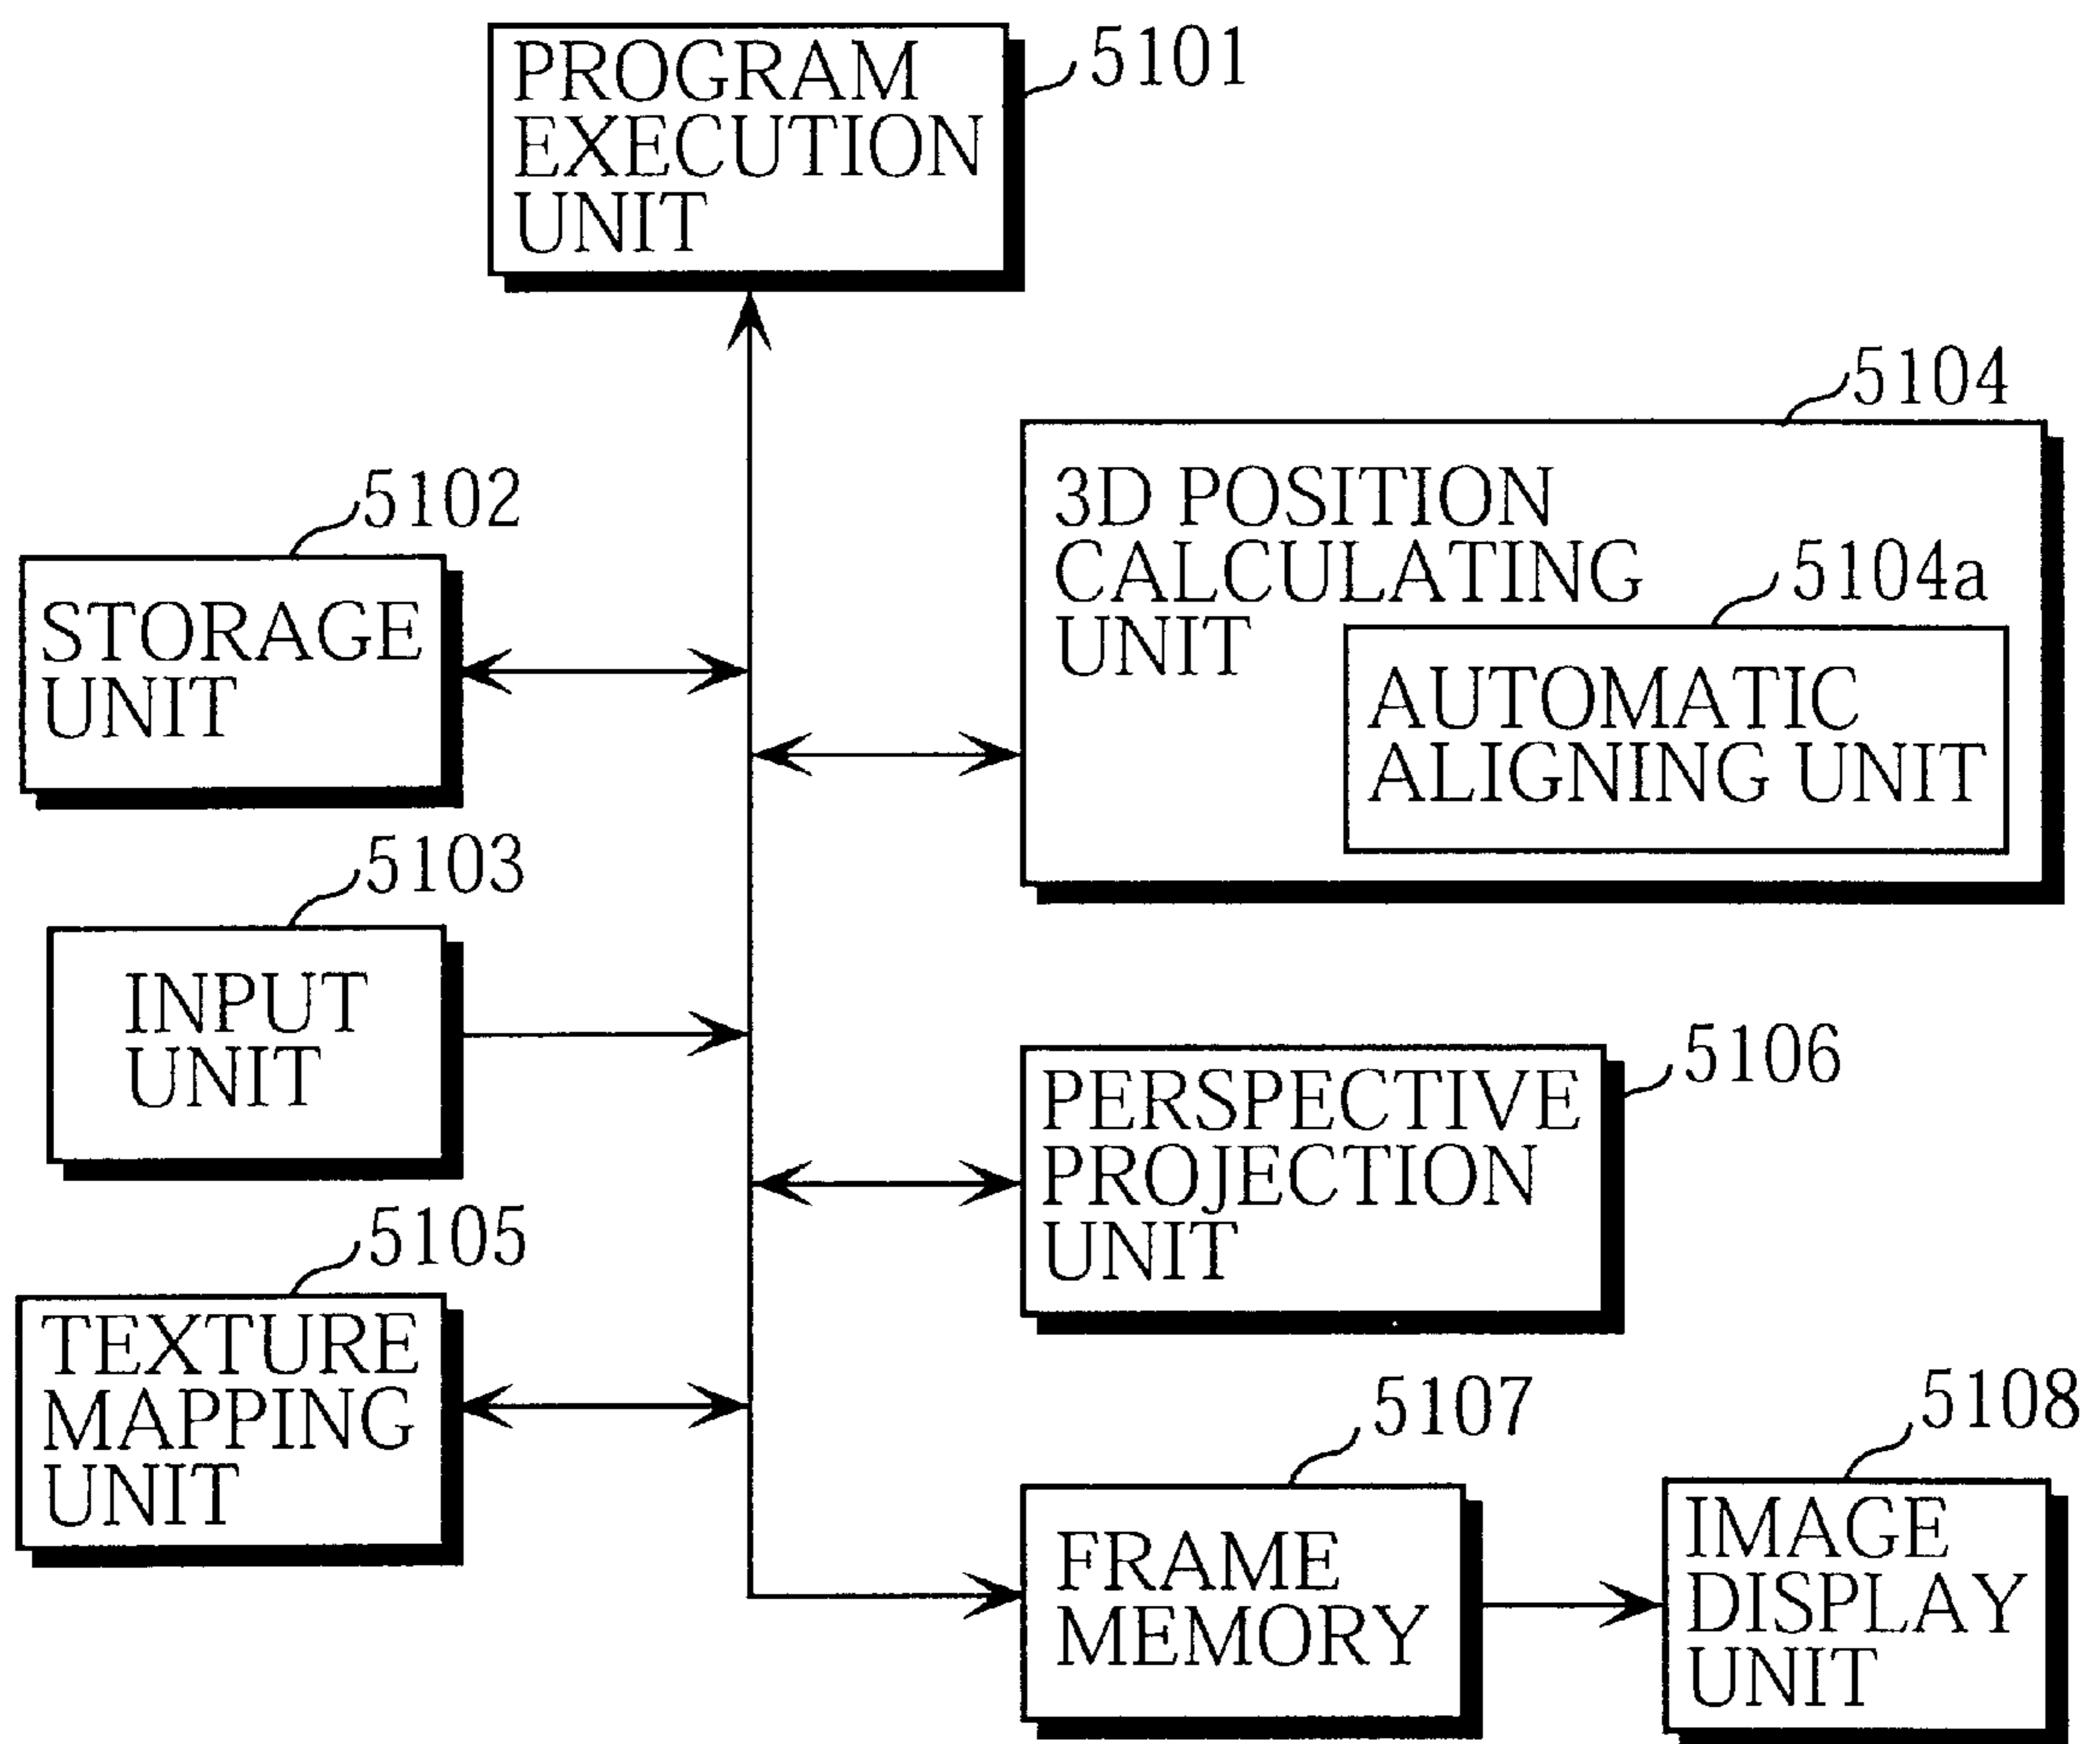 PROGRAM
EXECUTION
UNIT
5101
5104
3D POSITION
CALCULATING
UNIT
5104a
AUTOMATIC
ALIGNING UNIT
5102
STORAGE
UNIT
5103
INPUT
UNIT
5106
PERSPECTIVE
PROJECTION
UNIT
5105
TEXTURE
MAPPING
UNIT
5107
FRAME
MEMORY
5108
IMAGE
DISPLAY
UNIT